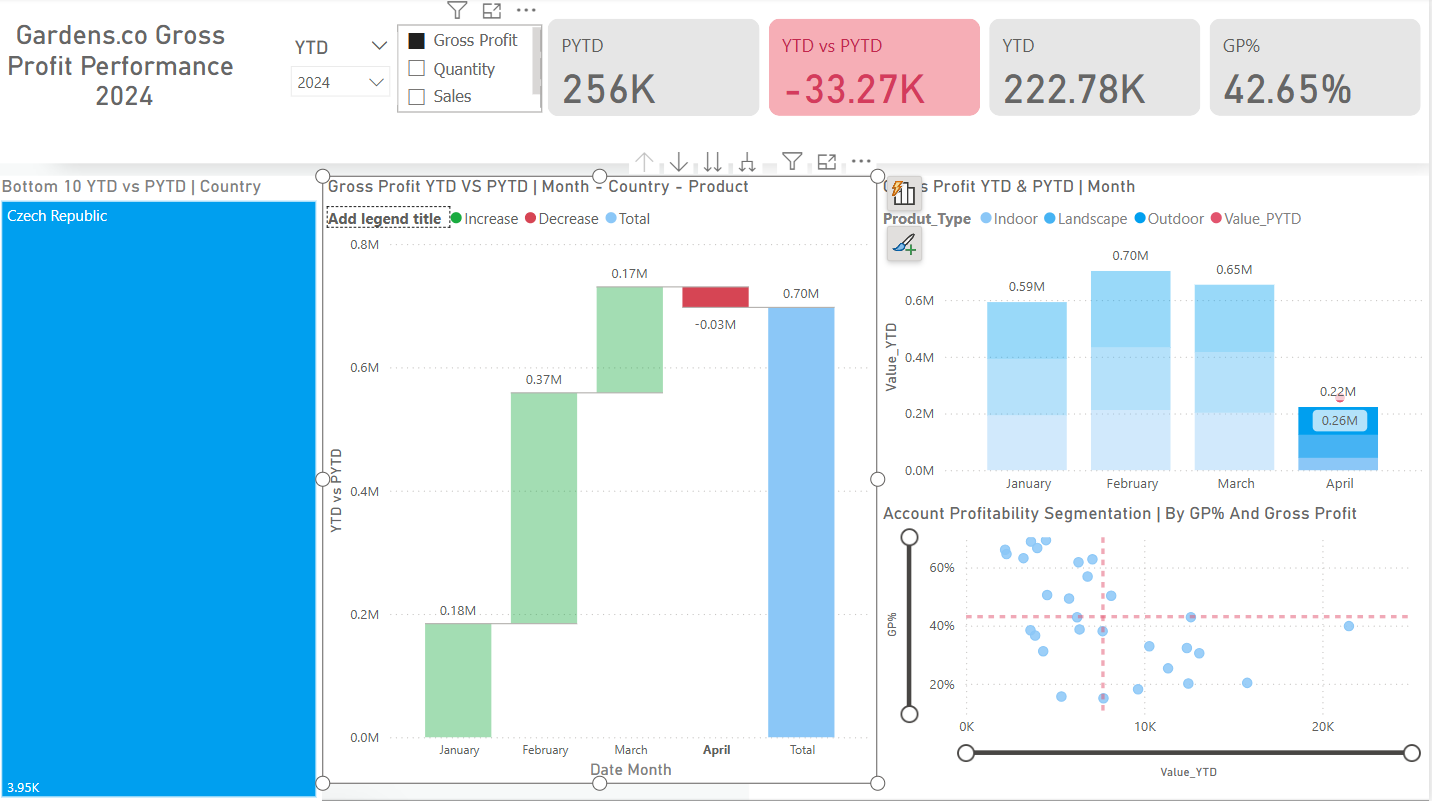 Gardens.co Gross
Profit Performance
2024
YTD
2024
Gross Profit
Quantity
Sales
PYTD
256K
YTD vs PYTD
-33.27K
YTD
222.78K
GP%
42.65%
Bottom 10 YTD vs PYTD | Country
Czech Republic
3.95K
Gross Profit YTD VS PYTD | Month - Country - Product
Add legend title Increase Decrease Total
YTD vs PYTD
0.8M
0.6M
0.4M
0.2M
0.0M
0.18M
0.37M
0.17M
-0.03M
0.70M
January February March April Total
Date Month
s Profit YTD & PYTD | Month
Produt_Type Indoor Landscape Outdoor Value_PYTD
Value_YTD
0.6M
0.4M
0.2M
0.0M
0.59M
0.70M
0.65M
0.22M
0.26M
January February March April
Account Profitability Segmentation | By GP% And Gross Profit
GP%
60%
40%
20%
0K 10K 20K
Value_YTD